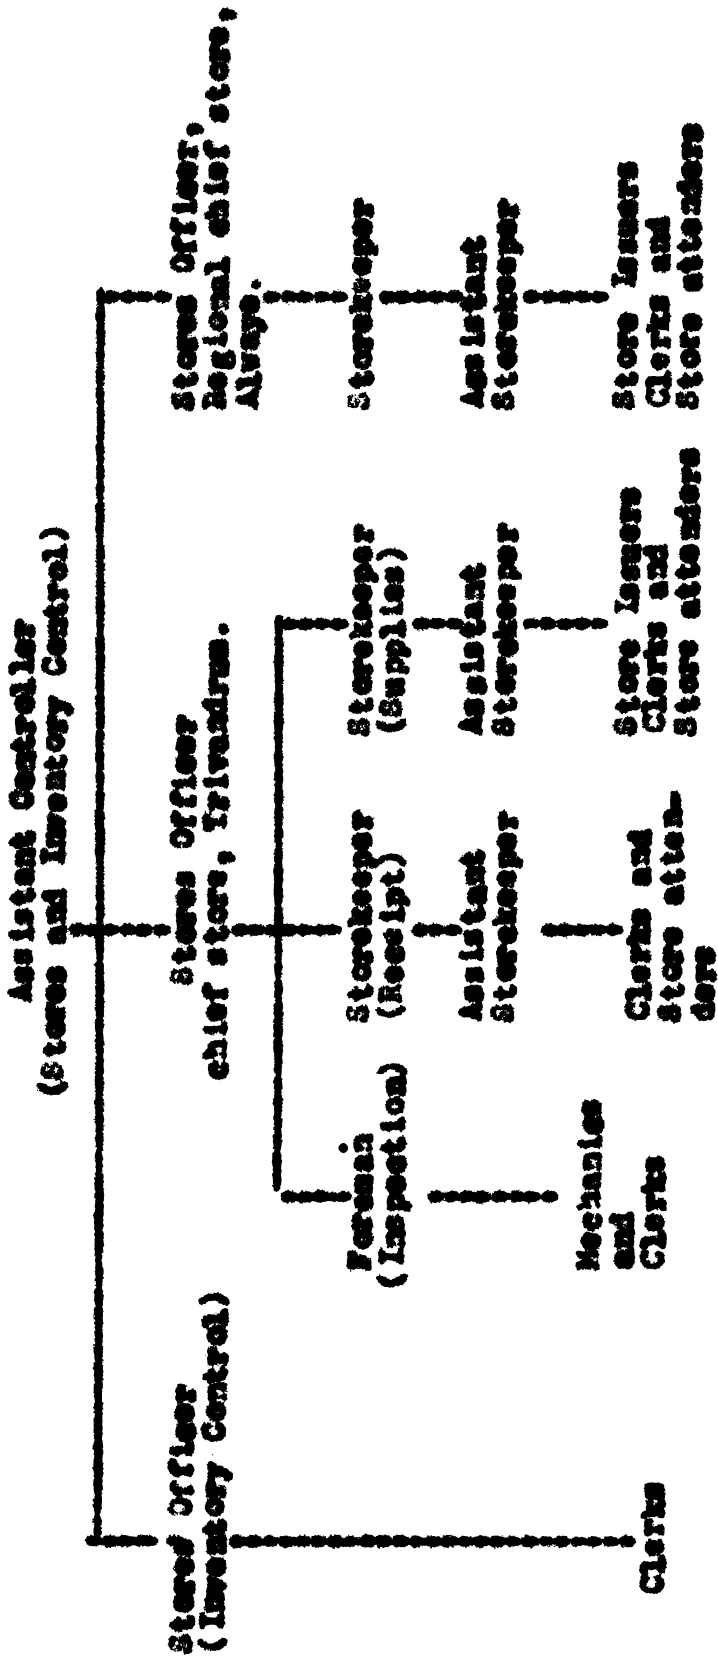 Assistant Controller
(Stores and Inventory Control)
Stores Officer
(Inventory Control)
Stores Officer
chief store, Trivandrum.
Stores Officer,
Regional chief store,
Always.
Foreman
(Inspection)
Storekeeper
(Receipt)
Storekeeper
(Supplies)
Storekeeper
Assistant
Storekeeper
Assistant
Storekeeper
Assistant
Storekeeper
Clerks
Mechanics
and
Clerks
Clerks and
Store atten-
ders
Store Issuers
Clerks and
Store attenders
Store Issuers
Clerks and
Store attenders